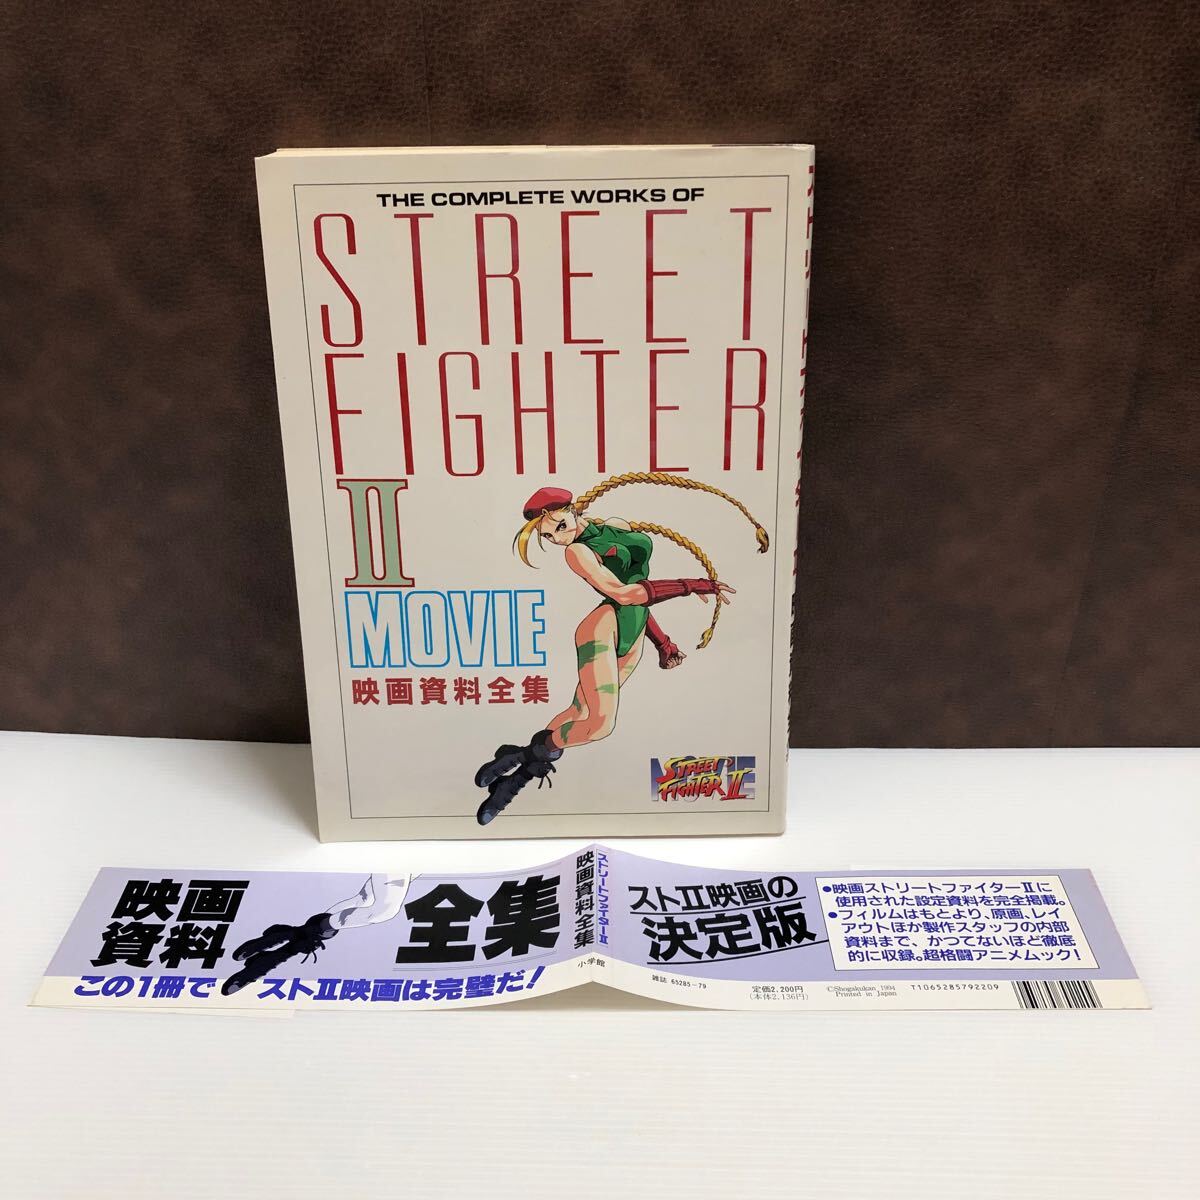 THE COMPLETE WORKS OF
STREET
FIGHTER
II
MOVIE
映画資料全集
STREET
FIGHTER II
MOVIE
映画
資料
全集
この1冊で ストII映画は完璧だ!
ストリートファイターII
映画資料全集
小学館
ストII映画の
決定版
●映画ストリートファイターIIに
使用された設定資料を完全掲載。
●フィルムはもとより、原画、レイ
アウトほか製作スタッフの内部
資料まで、かつてないほど徹底
的に収録。超格闘アニメムック!
雑誌 65285-79
定価2,200円
(本体2,136円)
©Shogakukan 1994
Printed in Japan
T1065285792209